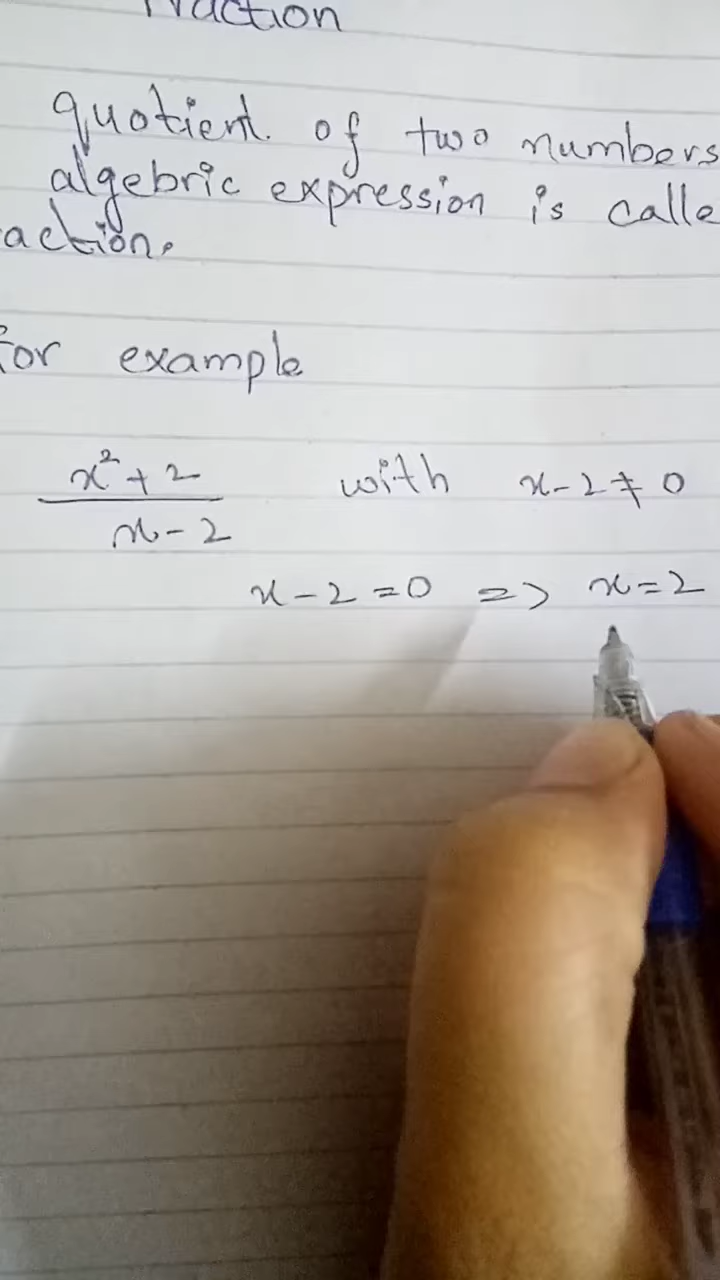 Fraction
quotient of two numbers
algebric expression is calle
action.
for example
x² + 2 / x - 2 with x - 2 ≠ 0
x - 2 = 0 => x = 2